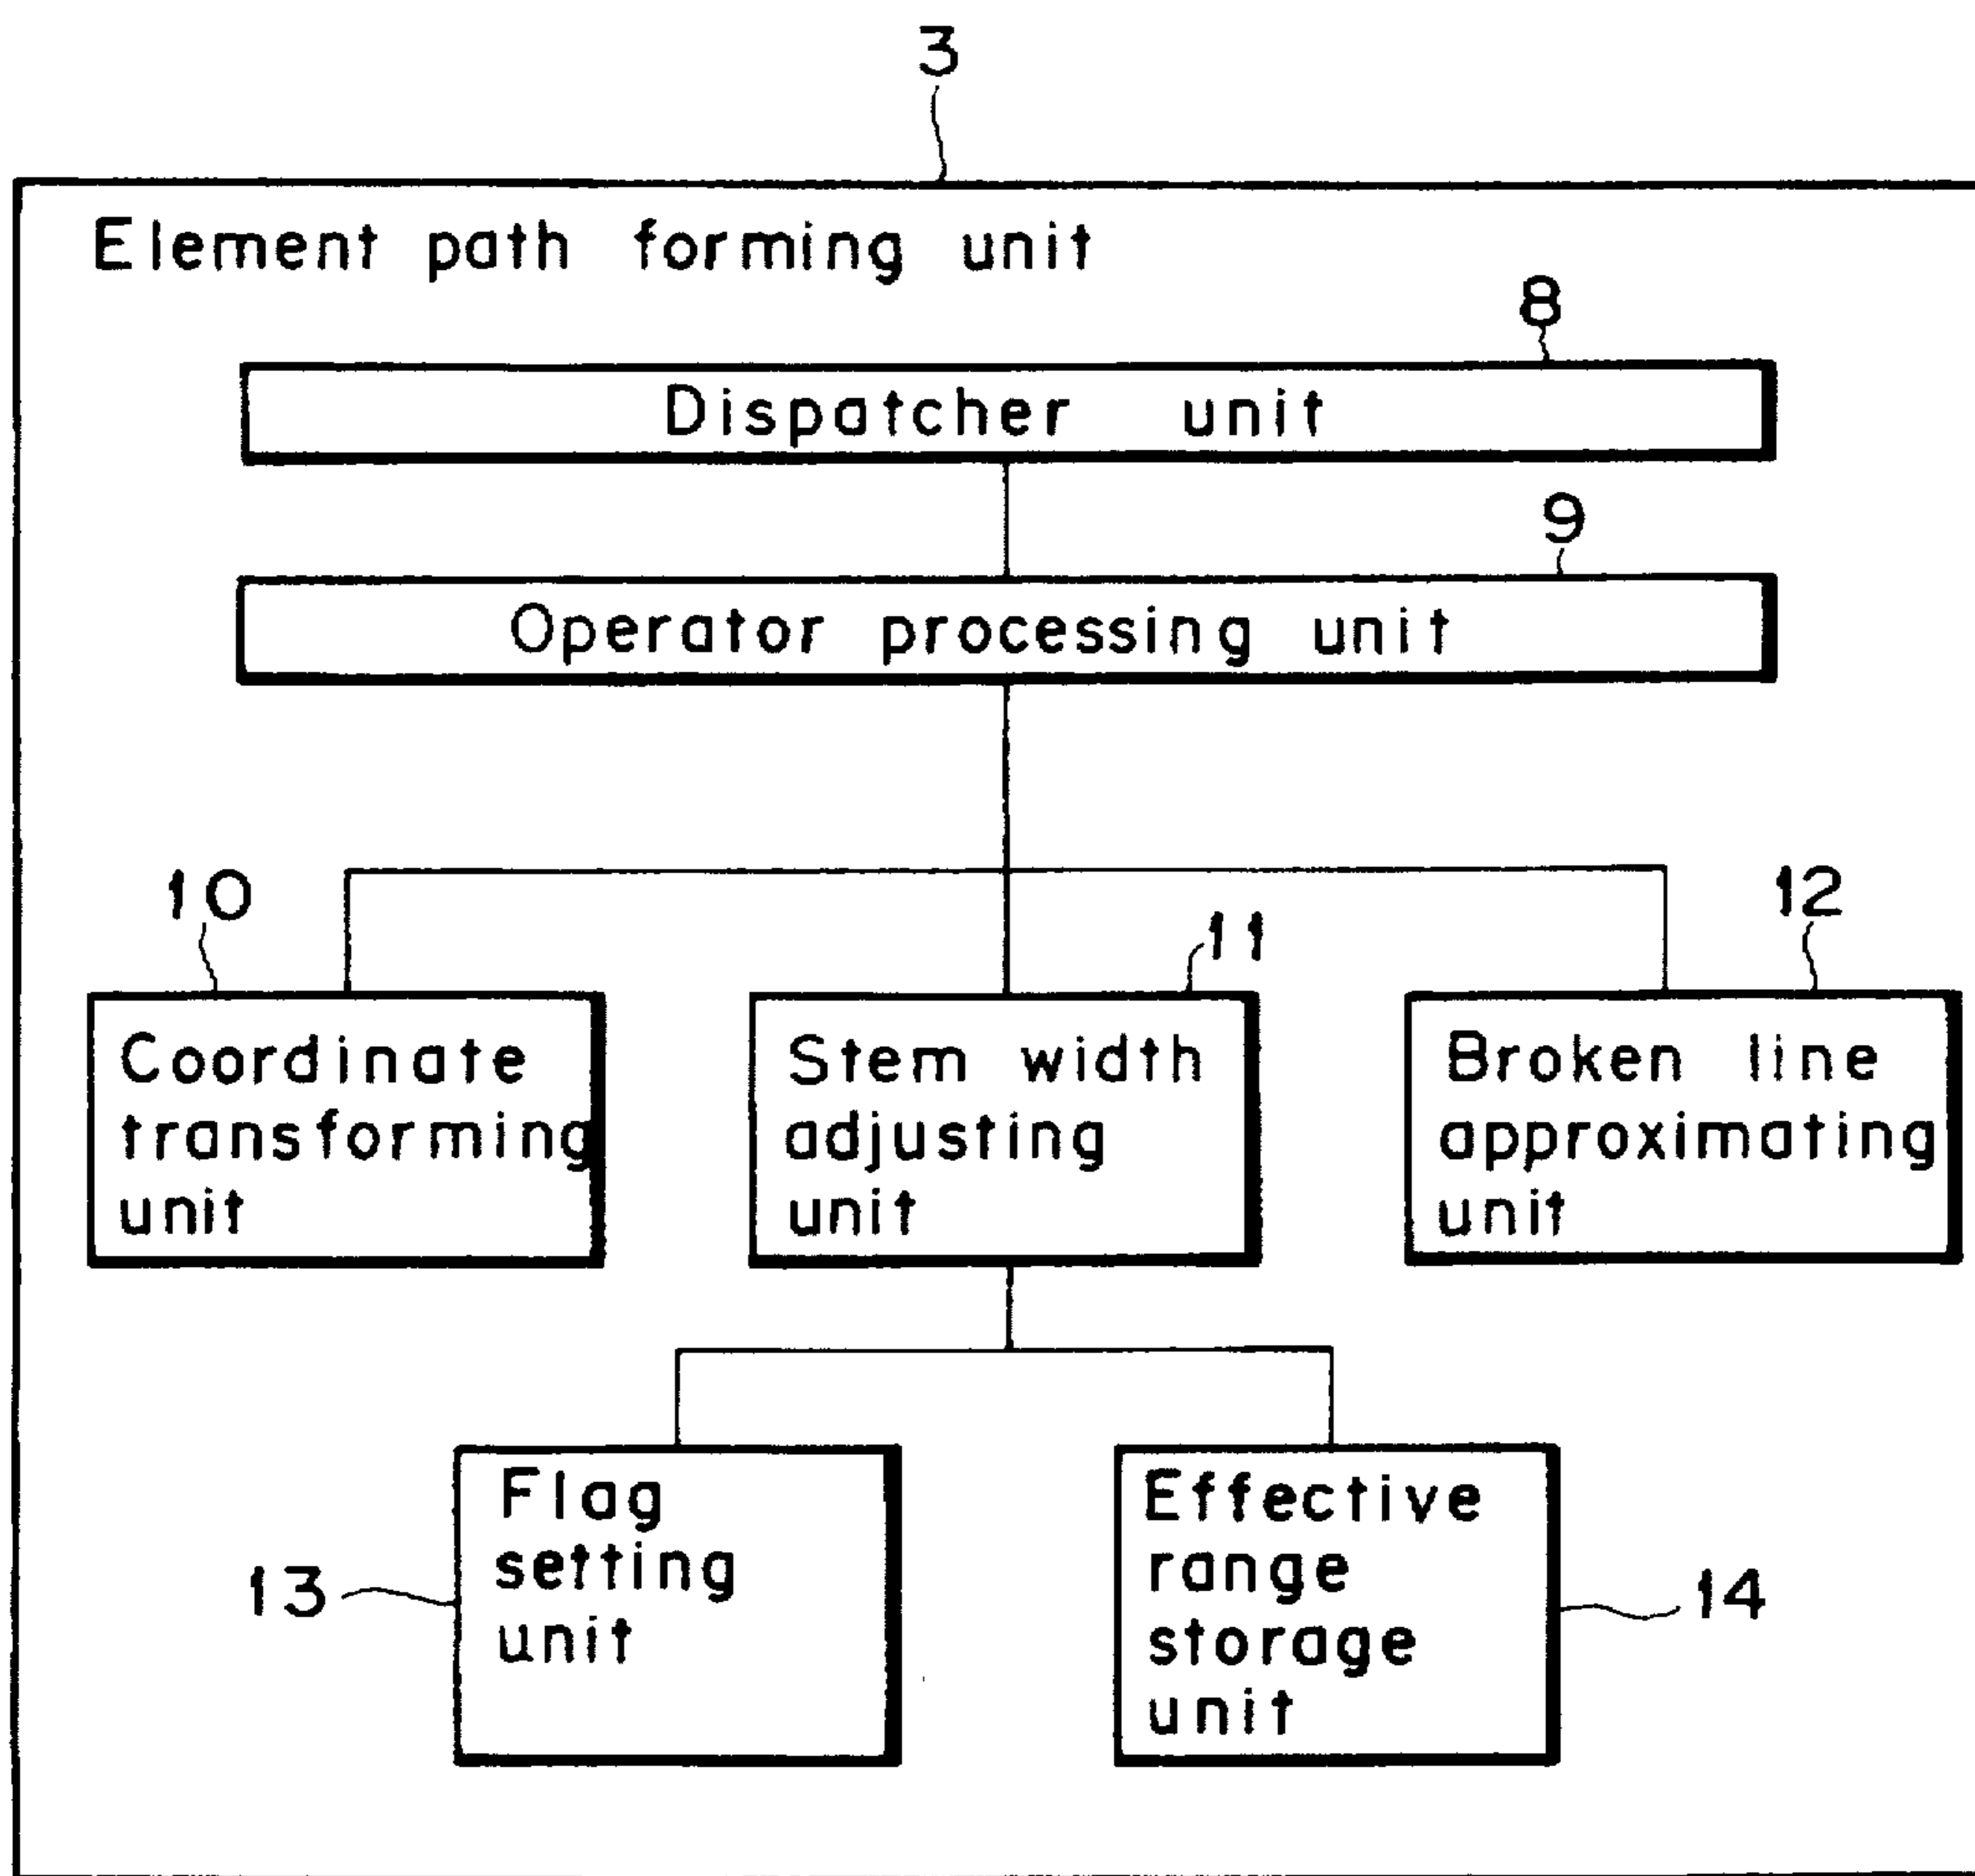 3
Element path forming unit
8
Dispatcher unit
9
Operator processing unit
10
11
12
Coordinate
transforming
unit
Stem width
adjusting
unit
Broken line
approximating
unit
13
Flag
setting
unit
Effective
range
storage
unit
14